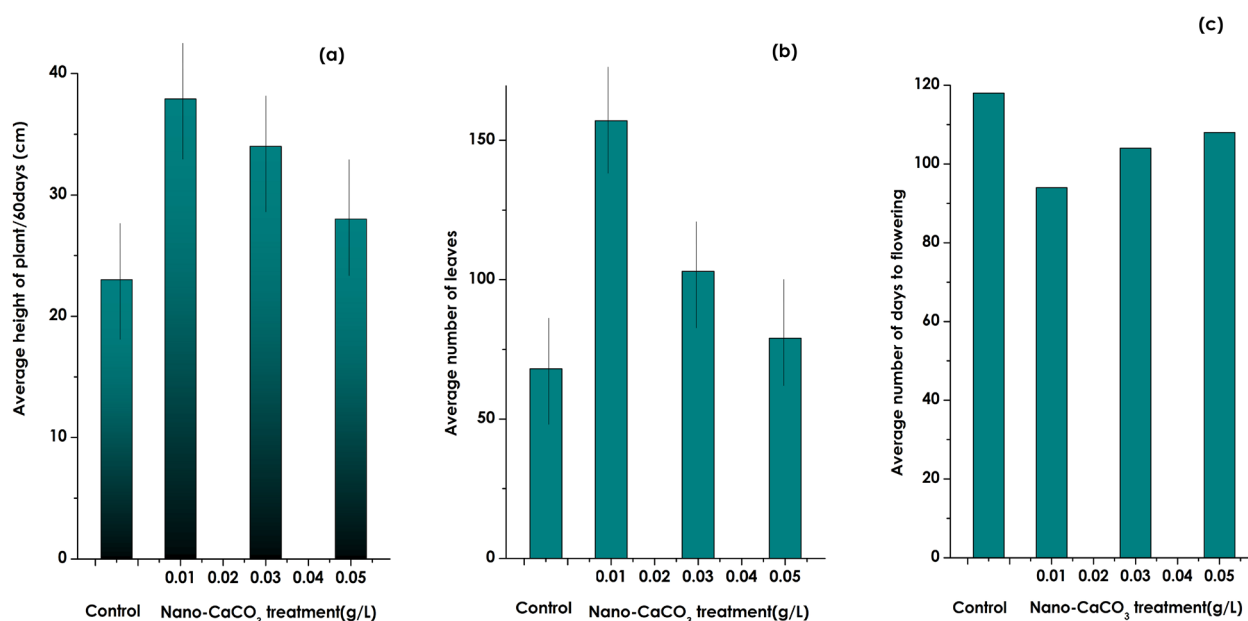 (a)
Average height of plant/60days (cm)
40
30
20
10
0
0.01 0.02 0.03 0.04 0.05
Control Nano-CaCO₃ treatment(g/L)
(b)
Average number of leaves
150
100
50
0
0.01 0.02 0.03 0.04 0.05
Control Nano-CaCO₃ treatment(g/L)
(c)
Average number of days to flowering
120
100
80
60
40
20
0
0.01 0.02 0.03 0.04 0.05
Control Nano-CaCO₃ treatment(g/L)